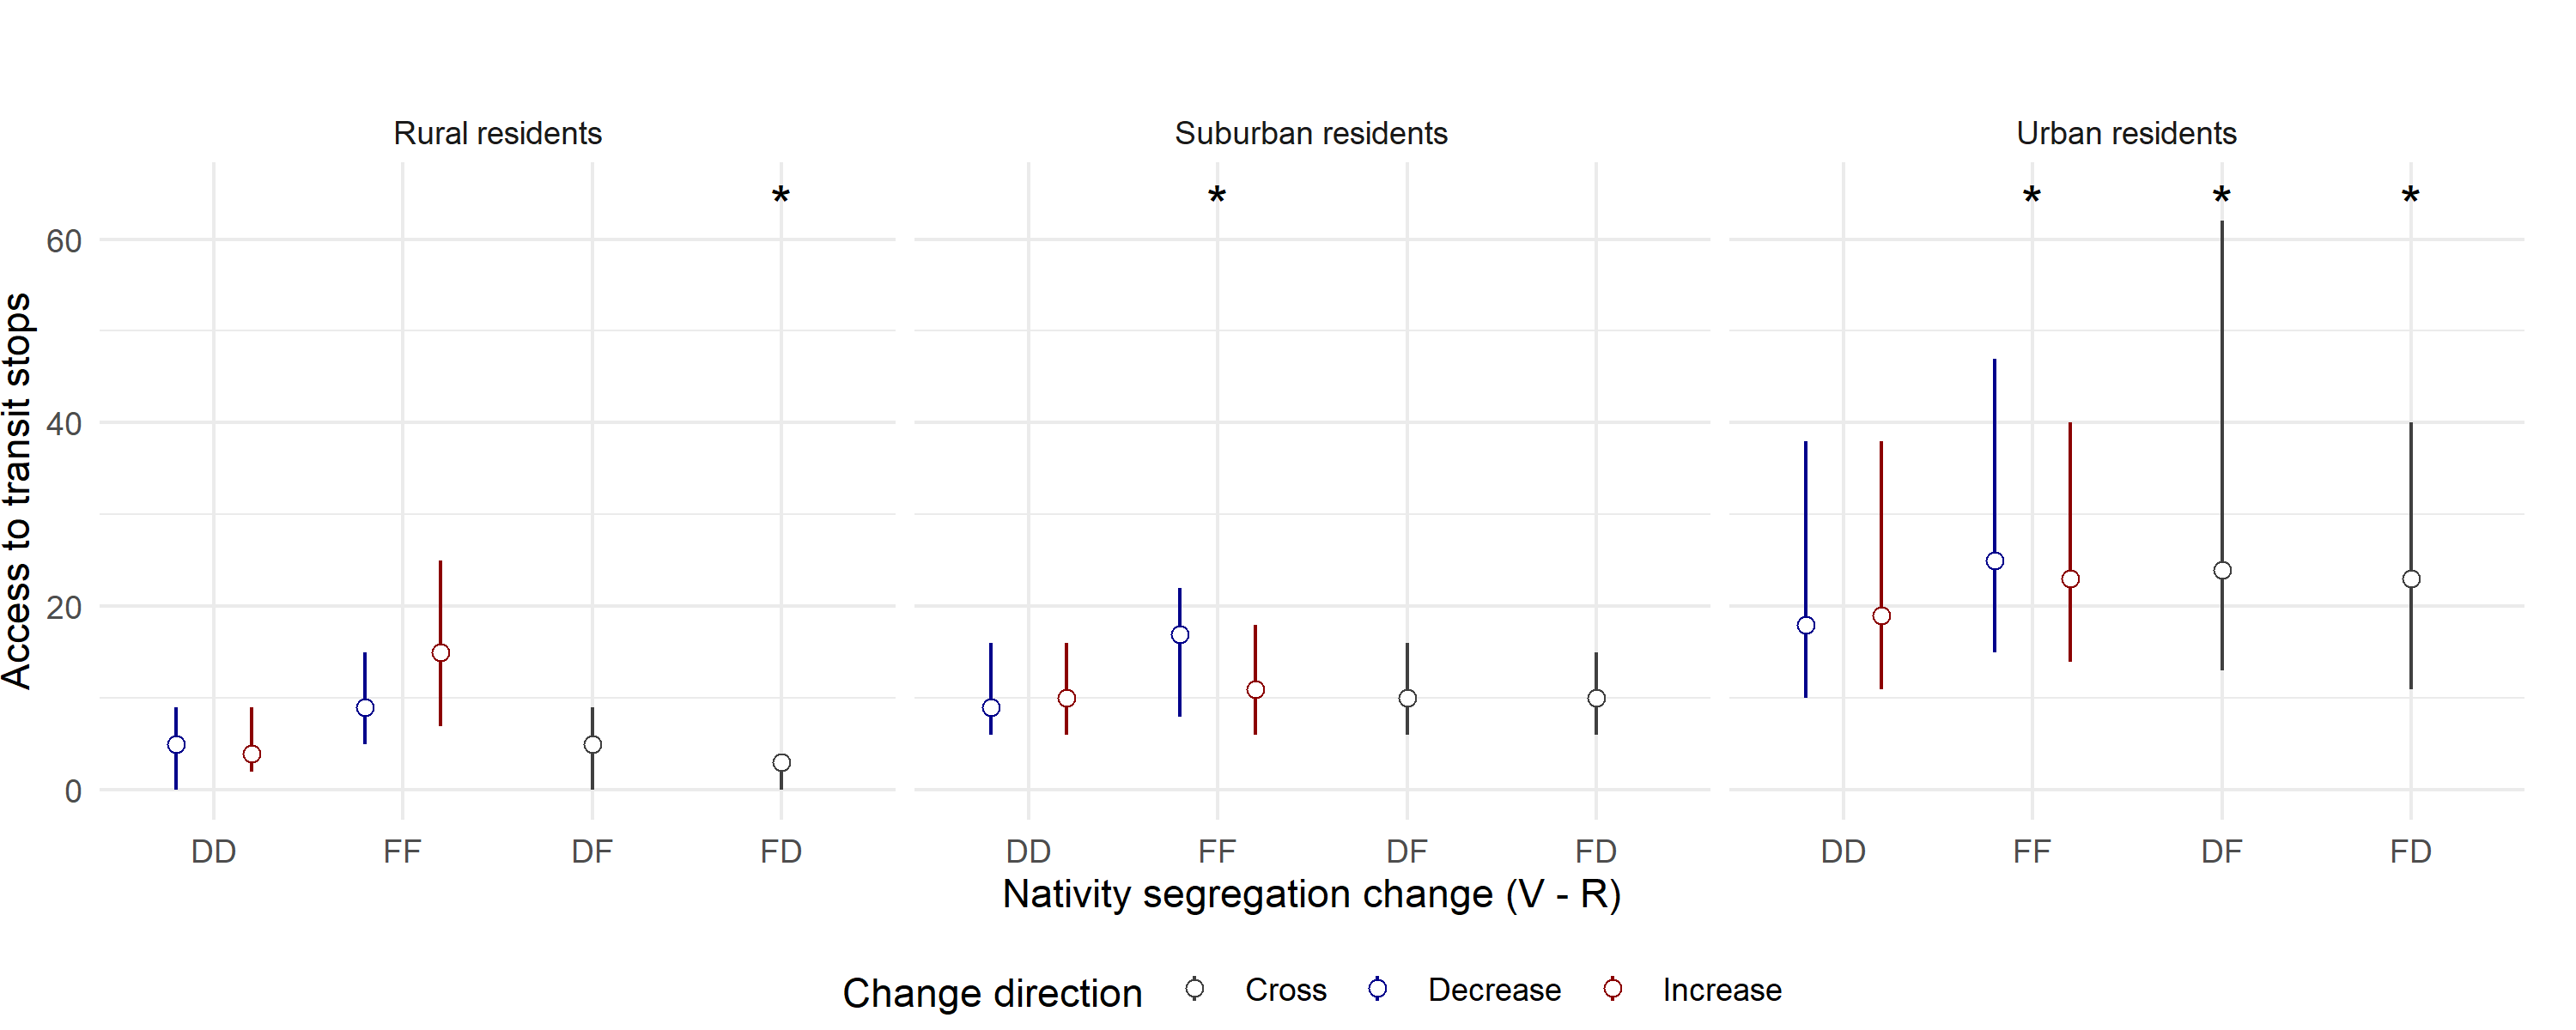 Rural residents Suburban residents Urban residents
* * * * *
60
40
20
0
Access to transit stops
DD FF DF FD DD FF DF FD DD FF DF FD
Nativity segregation change (V - R)
Change direction Cross Decrease Increase